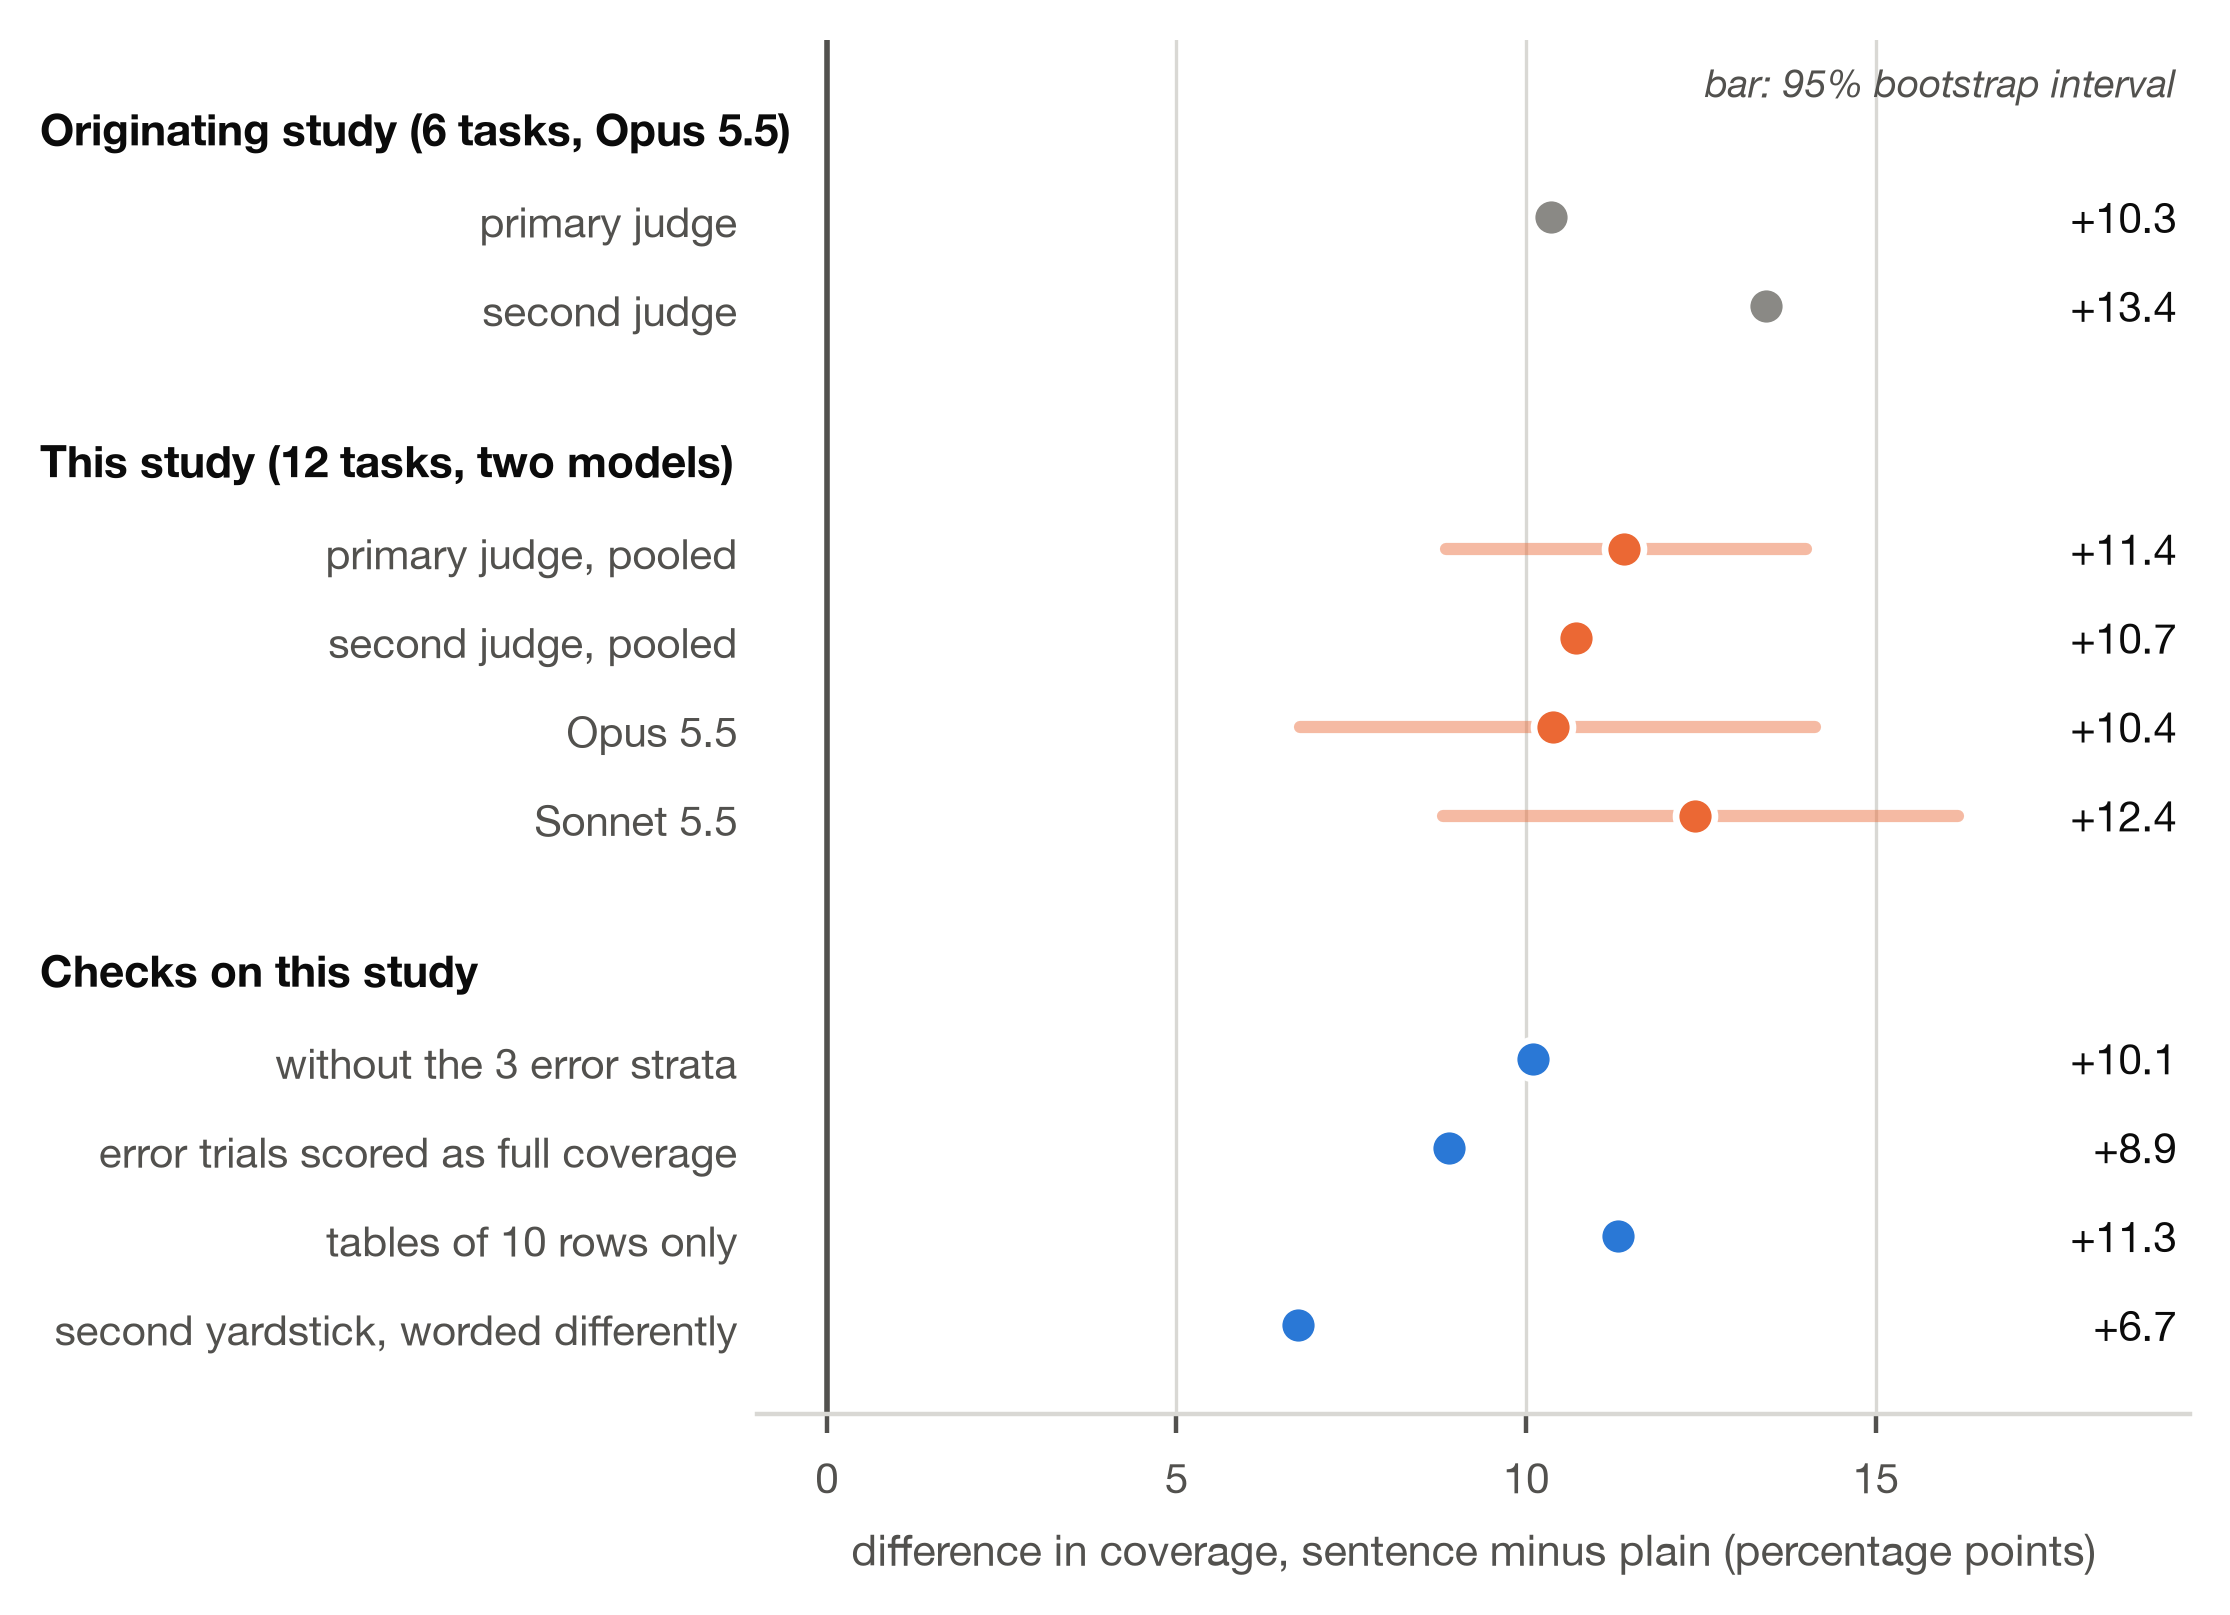 bar: 95% bootstrap interval
Originating study (6 tasks, Opus 5.5)
primary judge +10.3
second judge +13.4
This study (12 tasks, two models)
primary judge, pooled +11.4
second judge, pooled +10.7
Opus 5.5 +10.4
Sonnet 5.5 +12.4
Checks on this study
without the 3 error strata +10.1
error trials scored as full coverage +8.9
tables of 10 rows only +11.3
second yardstick, worded differently +6.7
0 5 10 15
difference in coverage, sentence minus plain (percentage points)